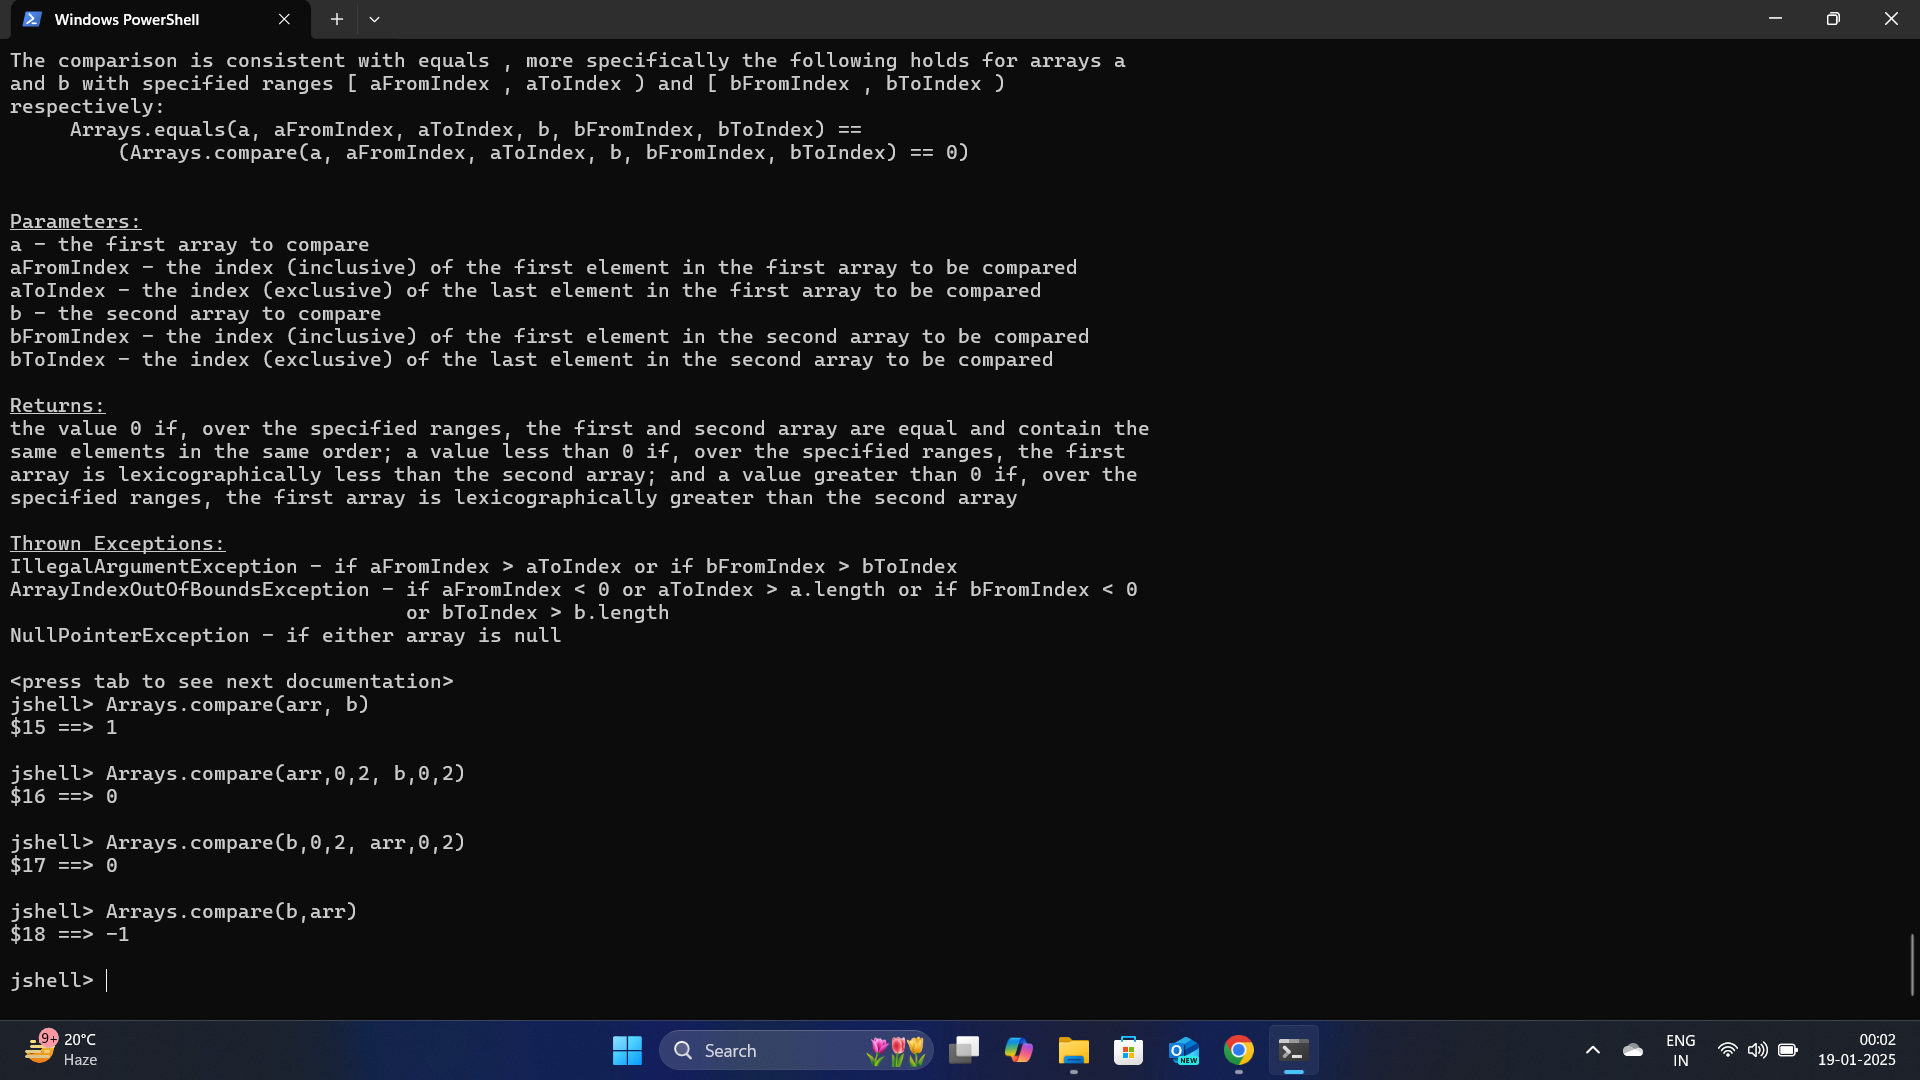 Windows PowerShell
The comparison is consistent with equals , more specifically the following holds for arrays a
and b with specified ranges [ aFromIndex , aToIndex ) and [ bFromIndex , bToIndex )
respectively:
     Arrays.equals(a, aFromIndex, aToIndex, b, bFromIndex, bToIndex) ==
         (Arrays.compare(a, aFromIndex, aToIndex, b, bFromIndex, bToIndex) == 0)
Parameters:
a - the first array to compare
aFromIndex - the index (inclusive) of the first element in the first array to be compared
aToIndex - the index (exclusive) of the last element in the first array to be compared
b - the second array to compare
bFromIndex - the index (inclusive) of the first element in the second array to be compared
bToIndex - the index (exclusive) of the last element in the second array to be compared
Returns:
the value 0 if, over the specified ranges, the first and second array are equal and contain the
same elements in the same order; a value less than 0 if, over the specified ranges, the first
array is lexicographically less than the second array; and a value greater than 0 if, over the
specified ranges, the first array is lexicographically greater than the second array
Thrown Exceptions:
IllegalArgumentException - if aFromIndex > aToIndex or if bFromIndex > bToIndex
ArrayIndexOutOfBoundsException - if aFromIndex < 0 or aToIndex > a.length or if bFromIndex < 0
                                 or bToIndex > b.length
NullPointerException - if either array is null
<press tab to see next documentation>
jshell> Arrays.compare(arr, b)
$15 ==> 1
jshell> Arrays.compare(arr,0,2, b,0,2)
$16 ==> 0
jshell> Arrays.compare(b,0,2, arr,0,2)
$17 ==> 0
jshell> Arrays.compare(b,arr)
$18 ==> -1
jshell>
9+
20°C
Haze
Search
NEW
ENG
IN
00:02
19-01-2025